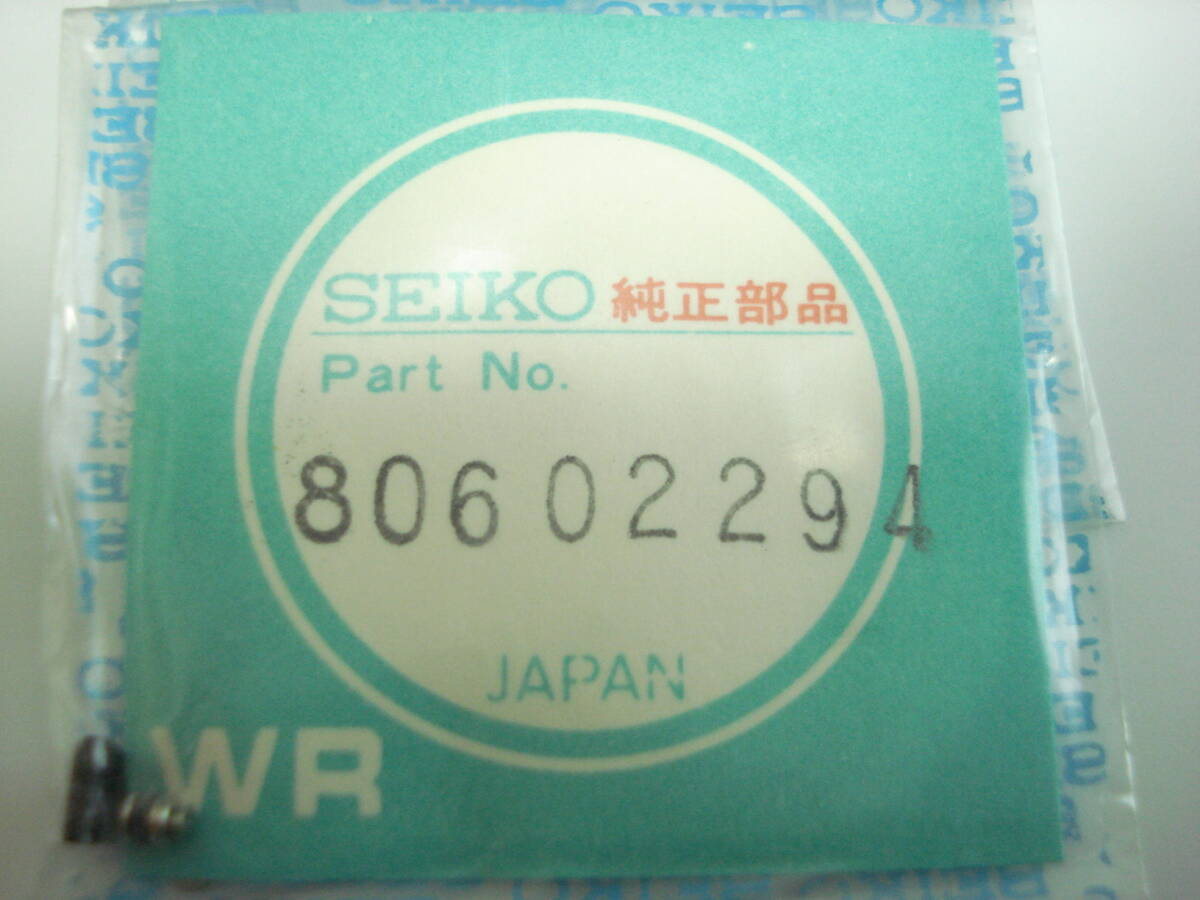 SEIKO 純正部品
Part No.
80602294
JAPAN
WR